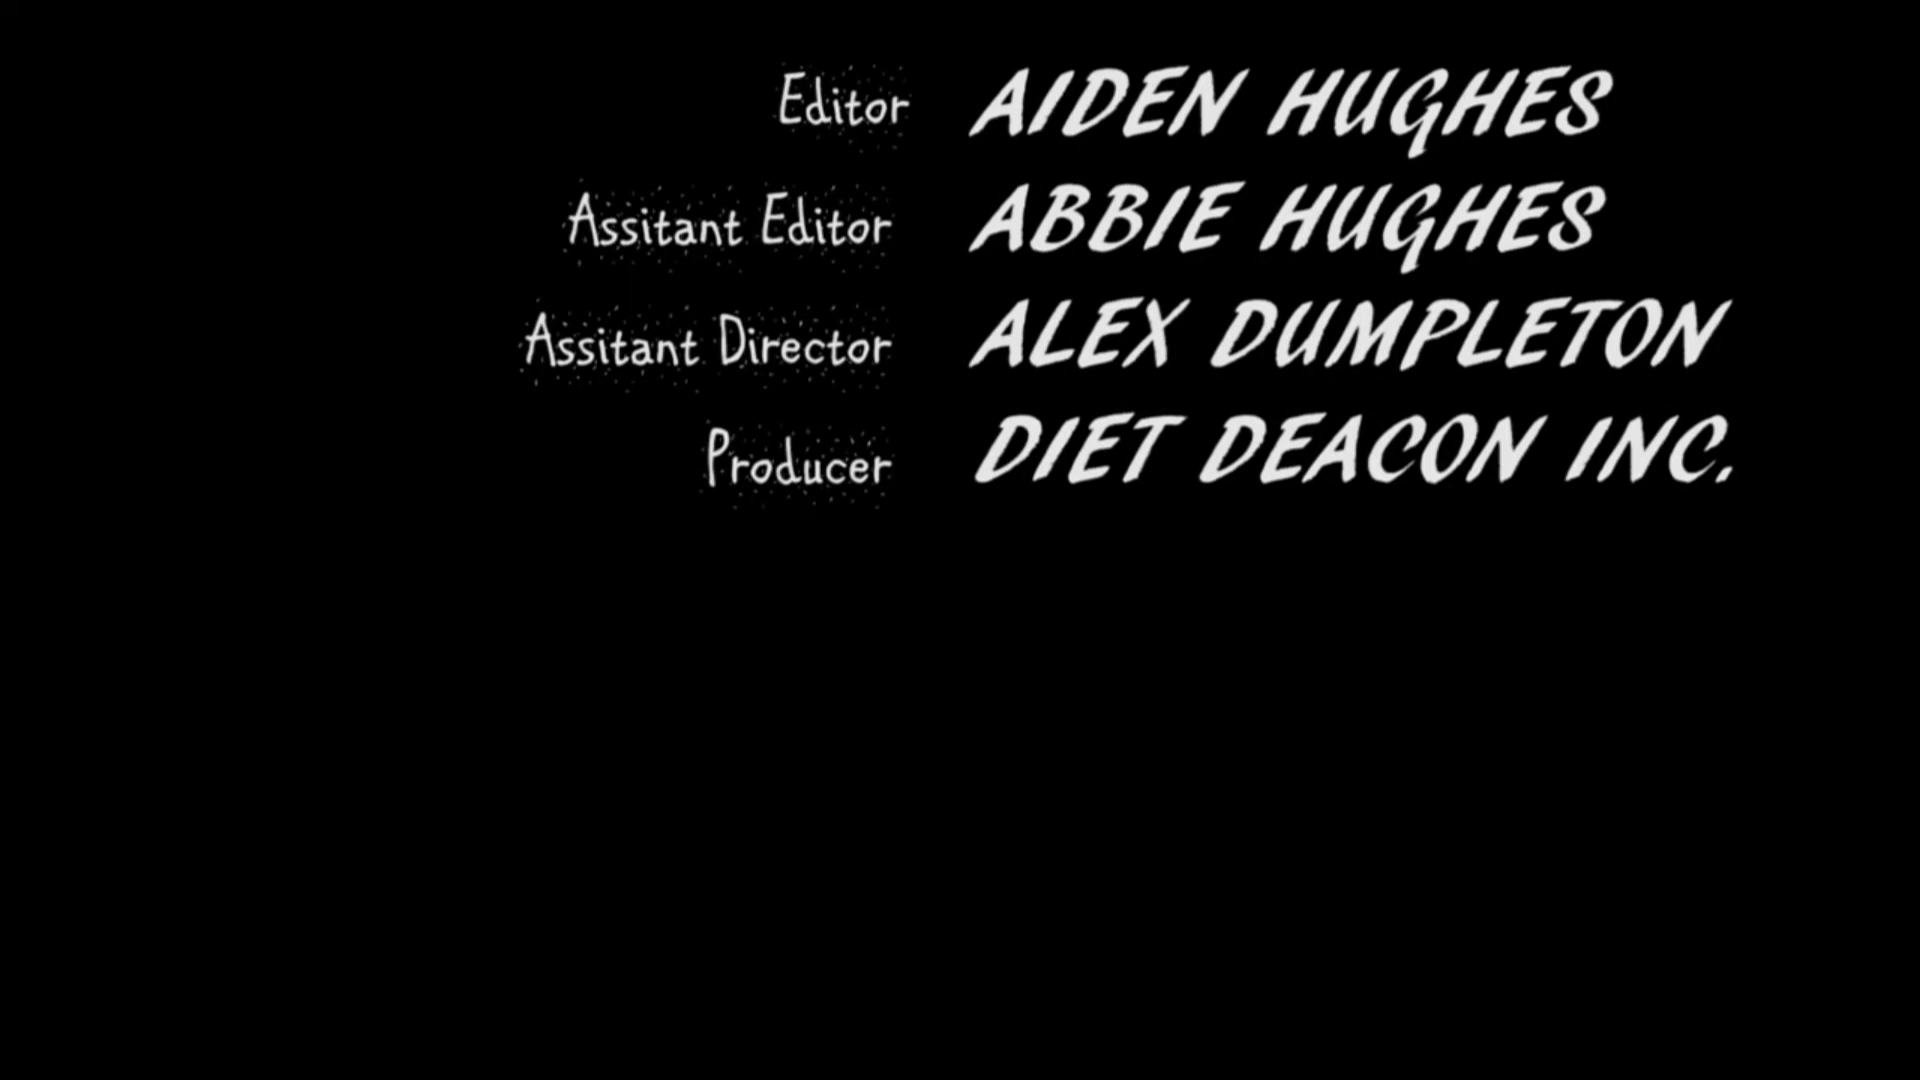 Editor AIDEN HUGHES
Assitant Editor ABBIE HUGHES
Assitant Director ALEX DUMPLETON
Producer DIET DEACON INC.